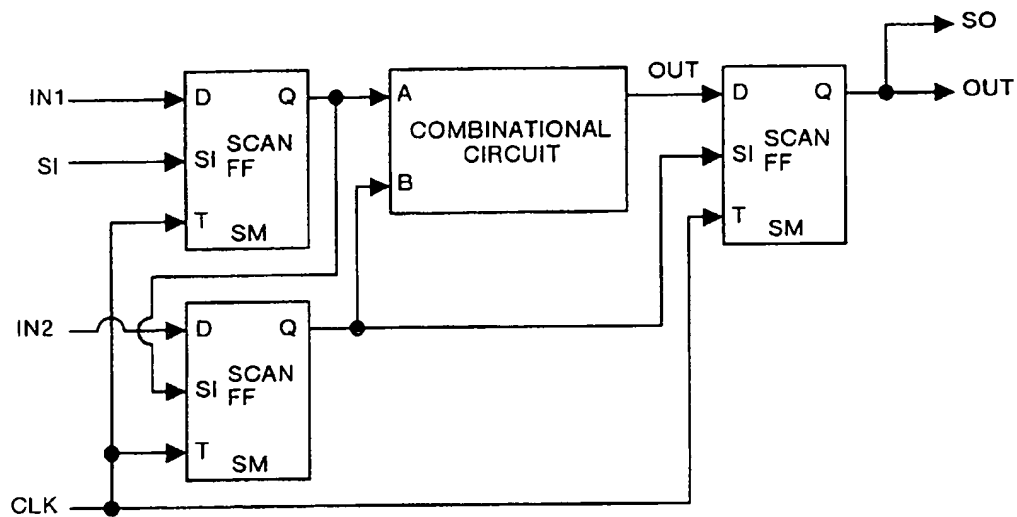 SO
OUT
OUT
IN1
D
Q
A
COMBINATIONAL
CIRCUIT
D
Q
SI
SI
SCAN
FF
B
SI
SCAN
FF
T
SM
T
SM
IN2
D
Q
SI
SCAN
FF
T
SM
CLK